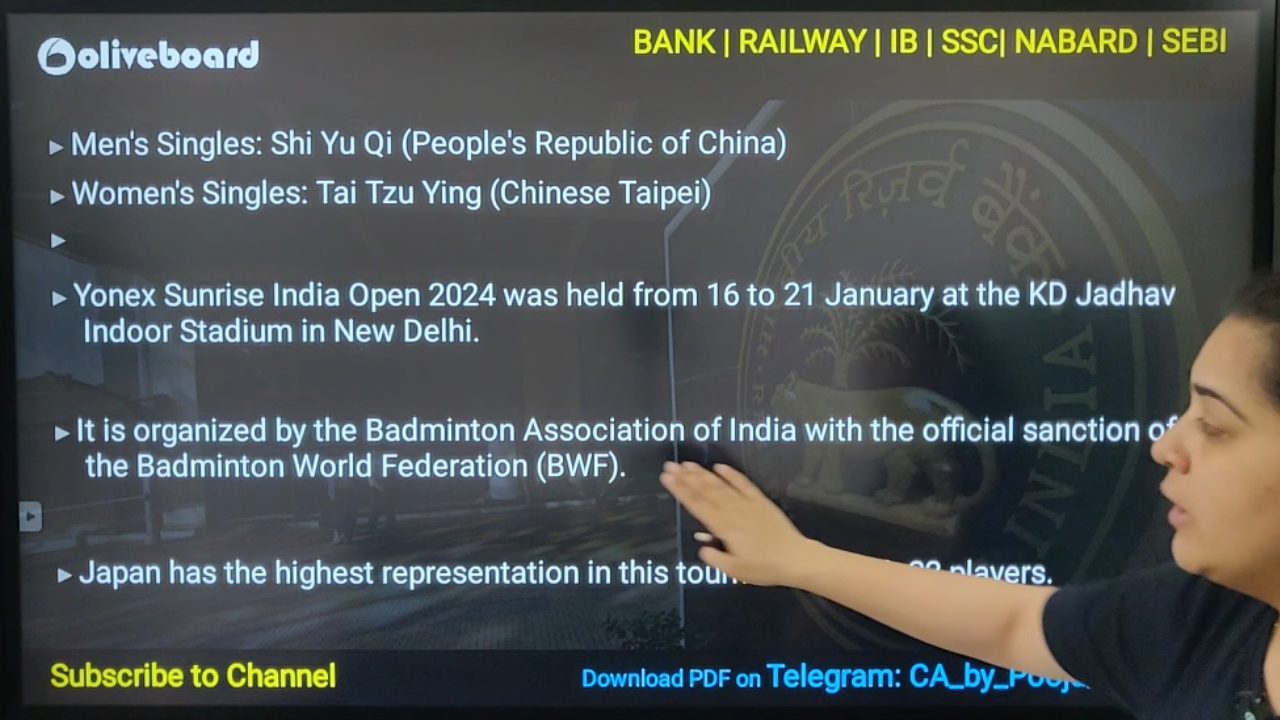 oliveboard
BANK | RAILWAY | IB | SSC| NABARD | SEBI
Men's Singles: Shi Yu Qi (People's Republic of China)
Women's Singles: Tai Tzu Ying (Chinese Taipei)
Yonex Sunrise India Open 2024 was held from 16 to 21 January at the KD Jadhav
Indoor Stadium in New Delhi.
It is organized by the Badminton Association of India with the official sanction of
the Badminton World Federation (BWF).
Japan has the highest representation in this players.
Subscribe to Channel
Download PDF on Telegram: CA_by_Pooja
रिज़र्व बैंक
INDIA